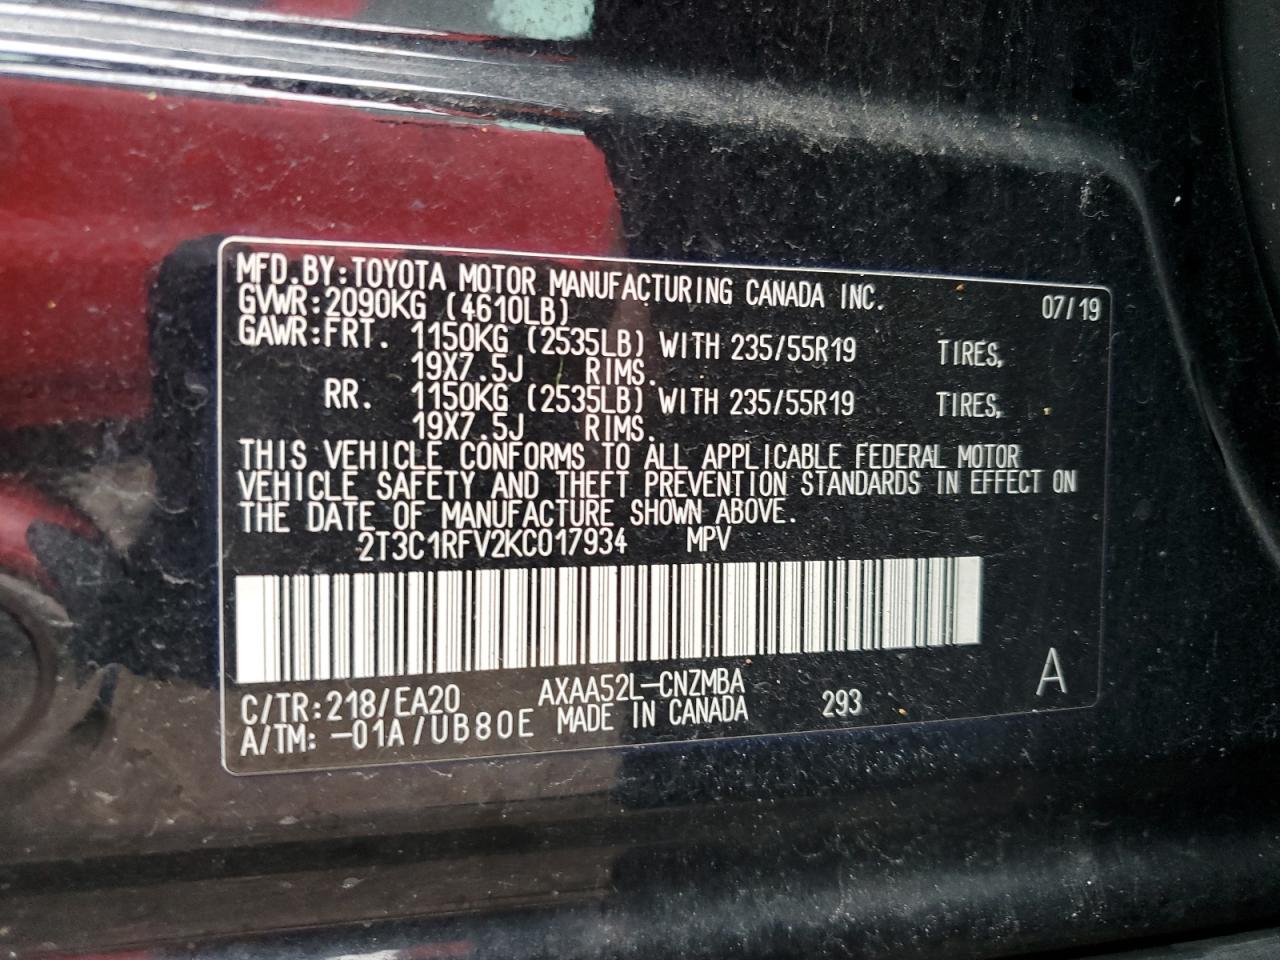 MFD.BY:TOYOTA MOTOR MANUFACTURING CANADA INC. 07/19
GVWR:2090KG (4610LB)
GAWR:FRT. 1150KG (2535LB) WITH 235/55R19 TIRES,
19X7.5J RIMS.
RR. 1150KG (2535LB) WITH 235/55R19 TIRES,
19X7.5J RIMS.
THIS VEHICLE CONFORMS TO ALL APPLICABLE FEDERAL MOTOR
VEHICLE SAFETY AND THEFT PREVENTION STANDARDS IN EFFECT ON
THE DATE OF MANUFACTURE SHOWN ABOVE.
2T3C1RFV2KC017934 MPV
C/TR:218/EA20 AXAA52L-CNZMBA 293 A
A/TM:-01A/UB80E MADE IN CANADA